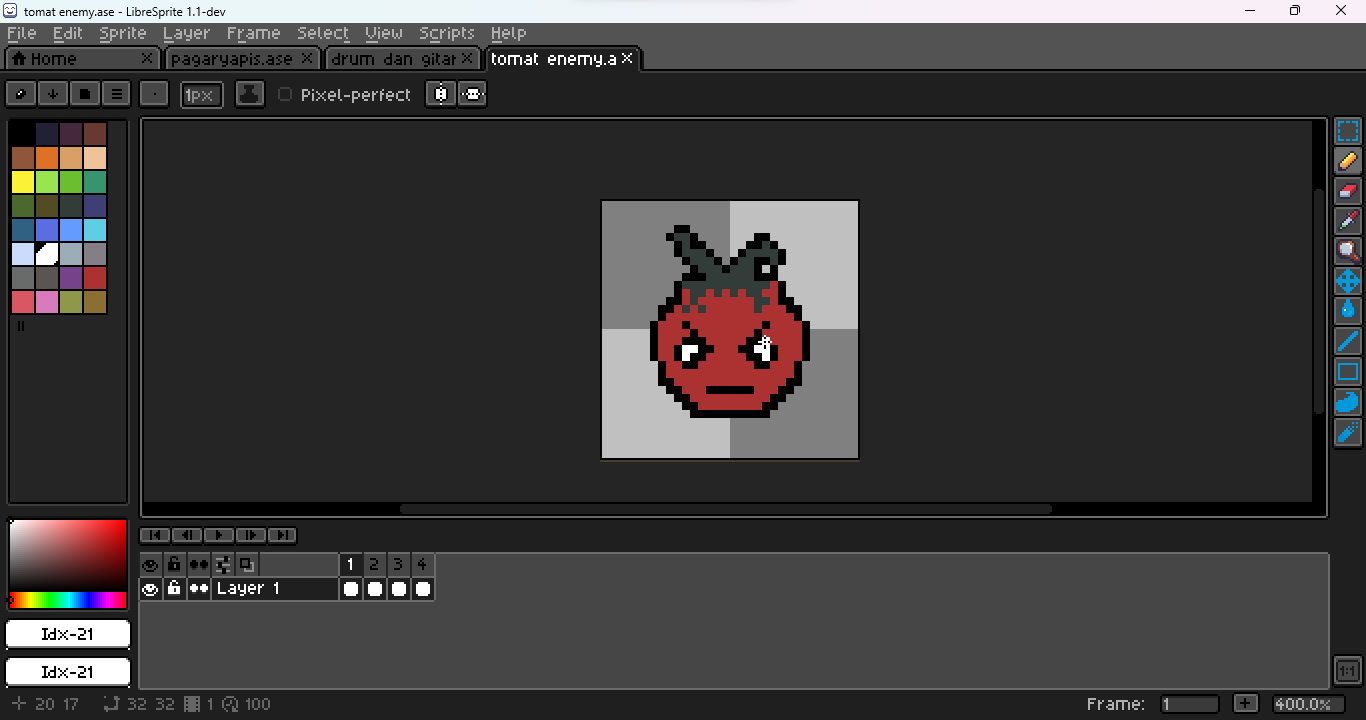 tomat enemy.ase - LibreSprite 1.1-dev
File Edit Sprite Layer Frame Select View Scripts Help
Home pagaryapis.ase drum dan gitar tomat enemy.a
1px Pixel-perfect
Idx-21
Idx-21
1 2 3 4
Layer 1
1:1
20 17 32 32 1 100 Frame: 1 + 400.0%